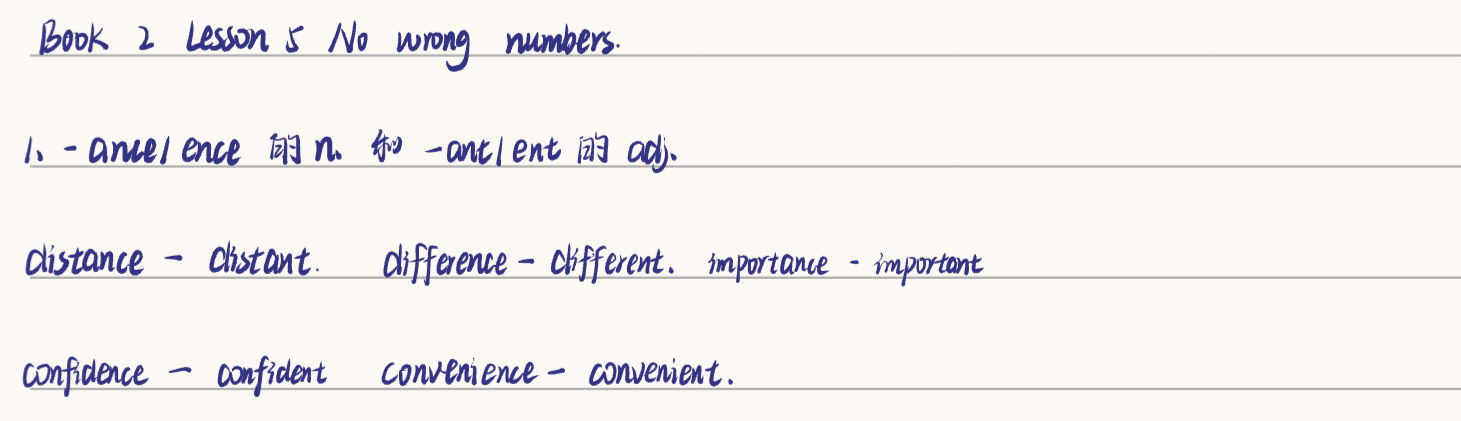 Book 2 Lesson 5 No wrong numbers.
1、-ance/ence 的 n. 和 -ant/ent 的 adj.
distance - distant. difference - different. importance - important
confidence - confident convenience - convenient.